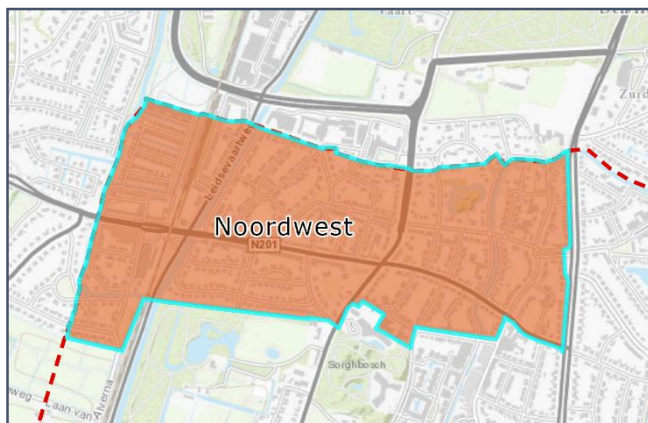 Vaart
Zuid
Leidsevaartweg
Noordwest
N201
Sorghbosch
weg - Laan van Alverna